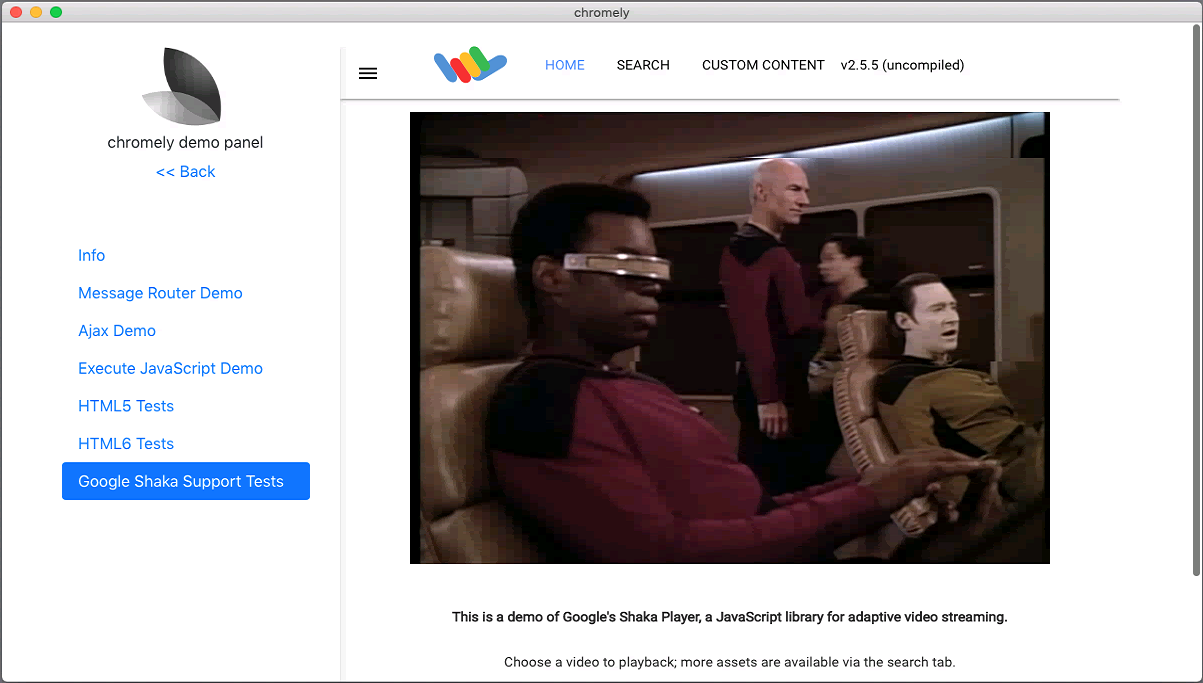 chromely
chromely demo panel
<< Back
Info
Message Router Demo
Ajax Demo
Execute JavaScript Demo
HTML5 Tests
HTML6 Tests
Google Shaka Support Tests
HOME SEARCH CUSTOM CONTENT v2.5.5 (uncompiled)
This is a demo of Google's Shaka Player, a JavaScript library for adaptive video streaming.
Choose a video to playback; more assets are available via the search tab.